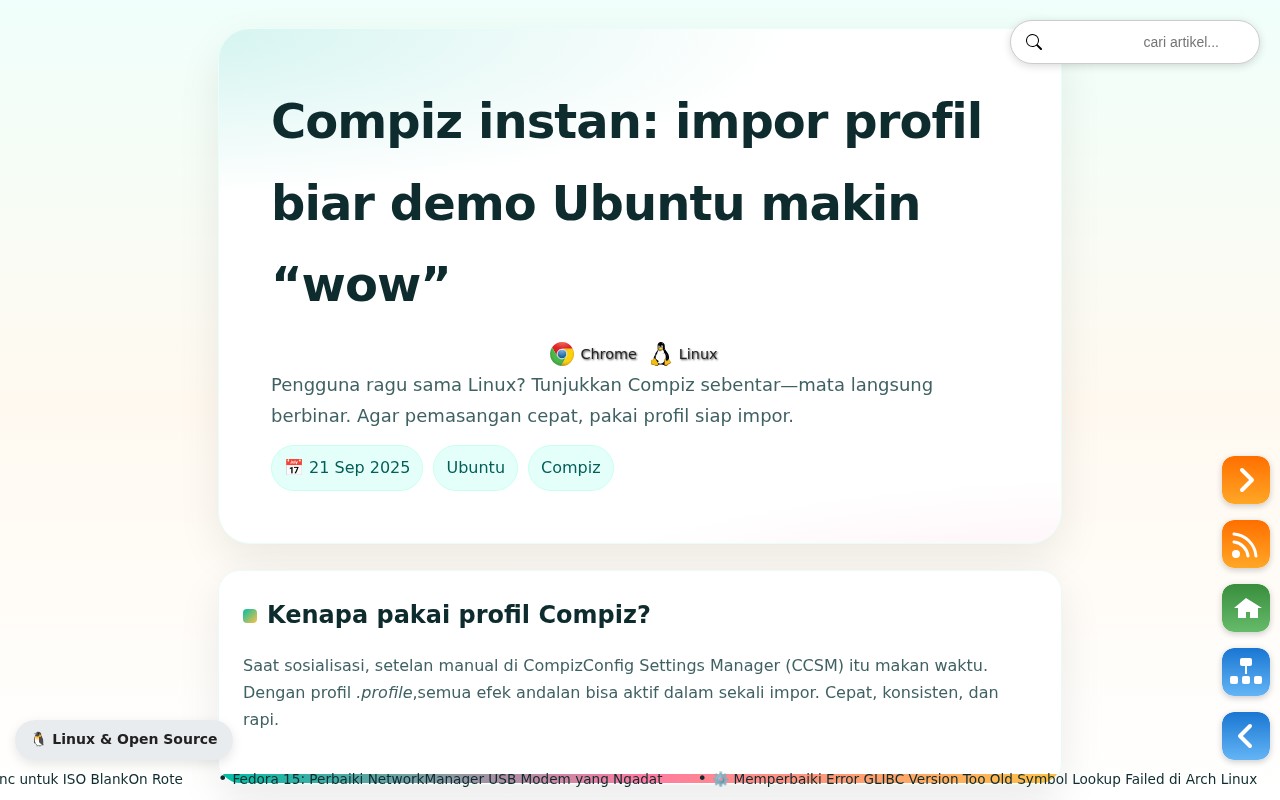 cari artikel...
Compiz instan: impor profil
biar demo Ubuntu makin
“wow”
Chrome Linux
Pengguna ragu sama Linux? Tunjukkan Compiz sebentar—mata langsung
berbinar. Agar pemasangan cepat, pakai profil siap impor.
📅 21 Sep 2025 Ubuntu Compiz
Kenapa pakai profil Compiz?
Saat sosialisasi, setelan manual di CompizConfig Settings Manager (CCSM) itu makan waktu.
Dengan profil .profile,semua efek andalan bisa aktif dalam sekali impor. Cepat, konsisten, dan
rapi.
🐧 Linux & Open Source
nc untuk ISO BlankOn Rote • Fedora 15: Perbaiki NetworkManager USB Modem yang Ngadat • ⚙️ Memperbaiki Error GLIBC Version Too Old Symbol Lookup Failed di Arch Linux